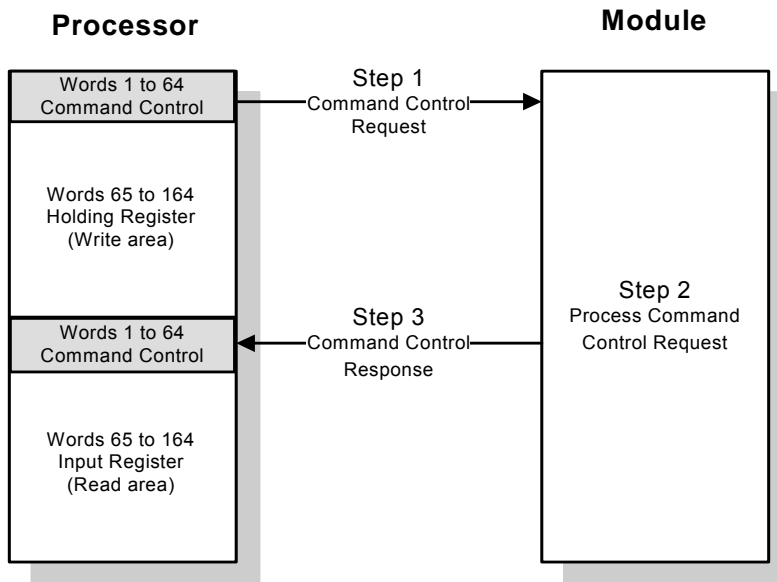 Processor
Module
Words 1 to 64
Command Control
Step 1
Command Control
Request
Words 65 to 164
Holding Register
(Write area)
Step 2
Process Command
Control Request
Words 1 to 64
Command Control
Step 3
Command Control
Response
Words 65 to 164
Input Register
(Read area)